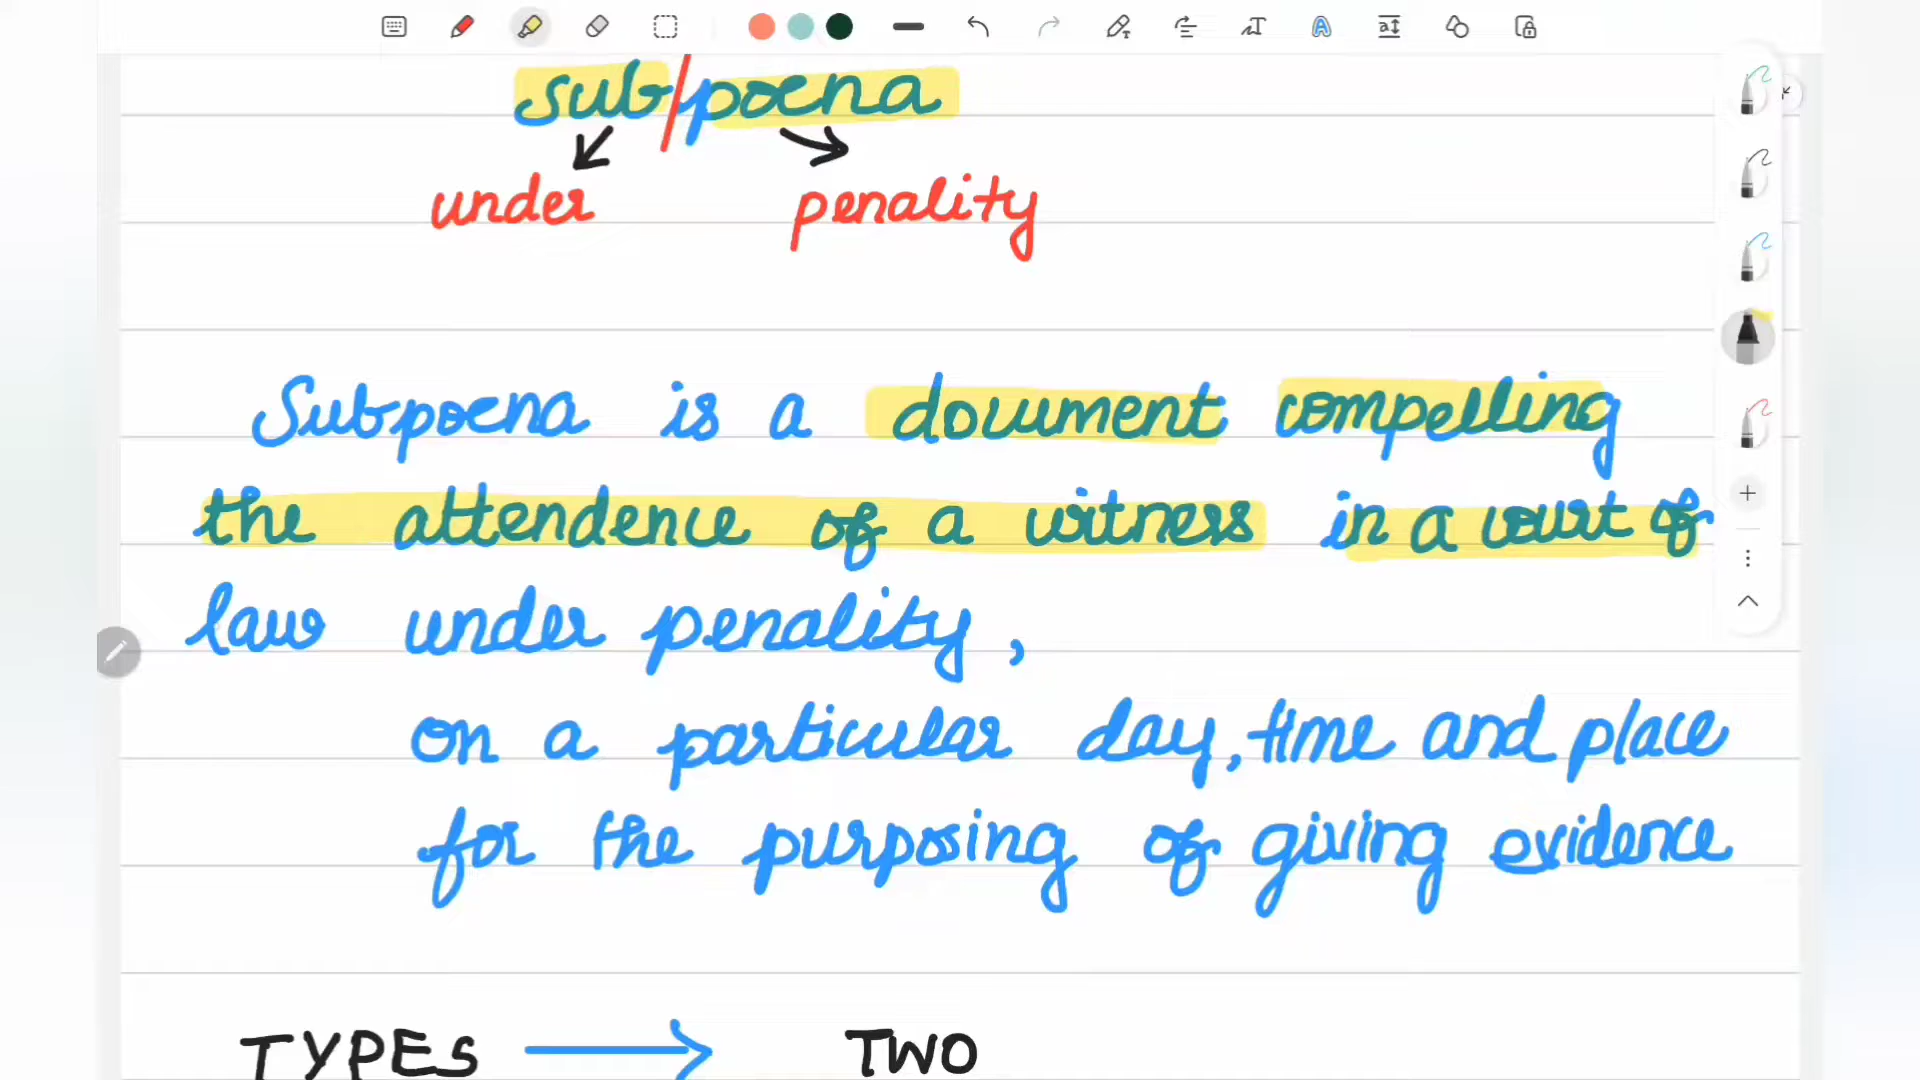 sub/poena
under penality
Subpoena is a document compelling
the attendence of a witness in a court of
law under penality,
on a particular day, time and place
for the purposing of giving evidence
TYPES → TWO